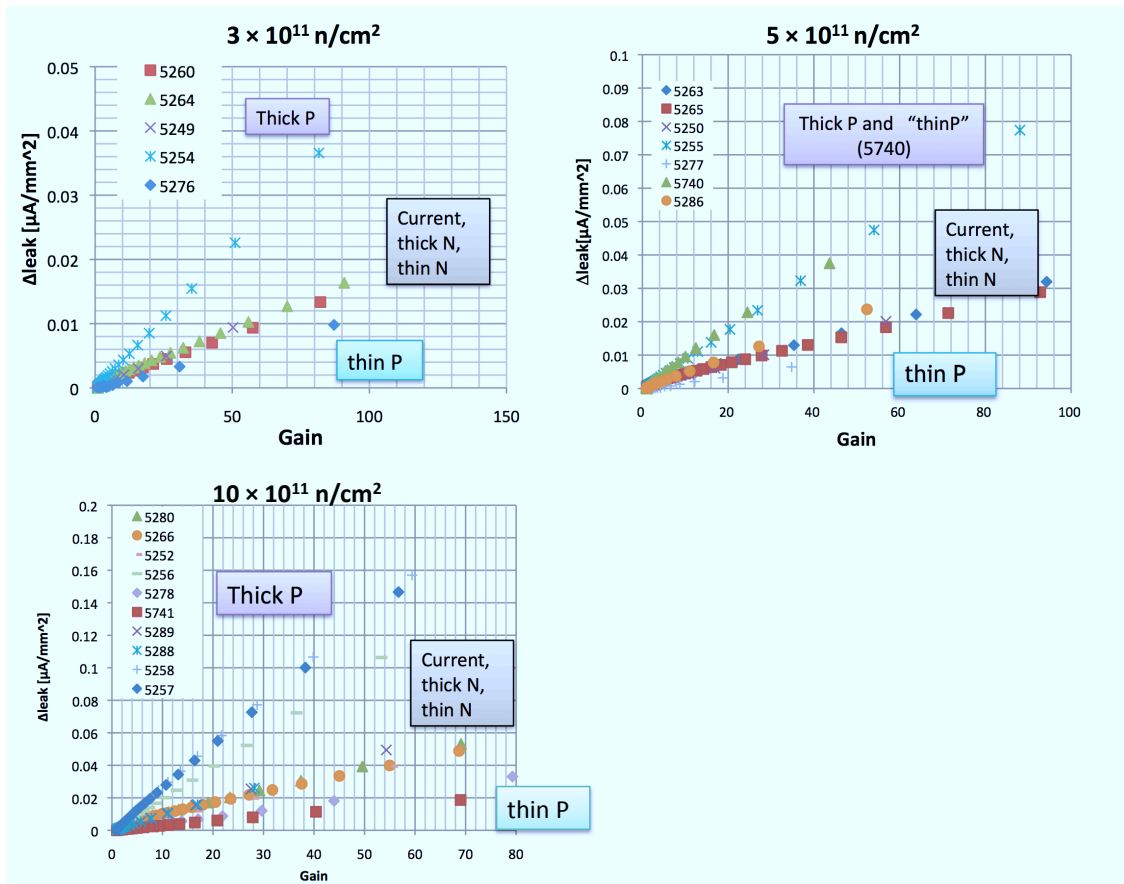 3 × 10¹¹ n/cm²
0.05
0.04
0.03
0.02
0.01
0
Δleak [µA/mm^2]
5260
5264
5249
5254
5276
Thick P
Current,
thick N,
thin N
thin P
0
50
100
150
Gain
5 × 10¹¹ n/cm²
0.1
0.09
0.08
0.07
0.06
0.05
0.04
0.03
0.02
0.01
0
Δleak[µA/mm^2]
5263
5265
5250
5255
5277
5740
5286
Thick P and "thinP"
(5740)
Current,
thick N,
thin N
thin P
0
20
40
60
80
100
Gain
10 × 10¹¹ n/cm²
0.2
0.18
0.16
0.14
0.12
0.1
0.08
0.06
0.04
0.02
0
Δleak [µA/mm^2]
5280
5266
5252
5256
5278
5741
5289
5288
5258
5257
Thick P
Current,
thick N,
thin N
thin P
0
10
20
30
40
50
60
70
80
Gain